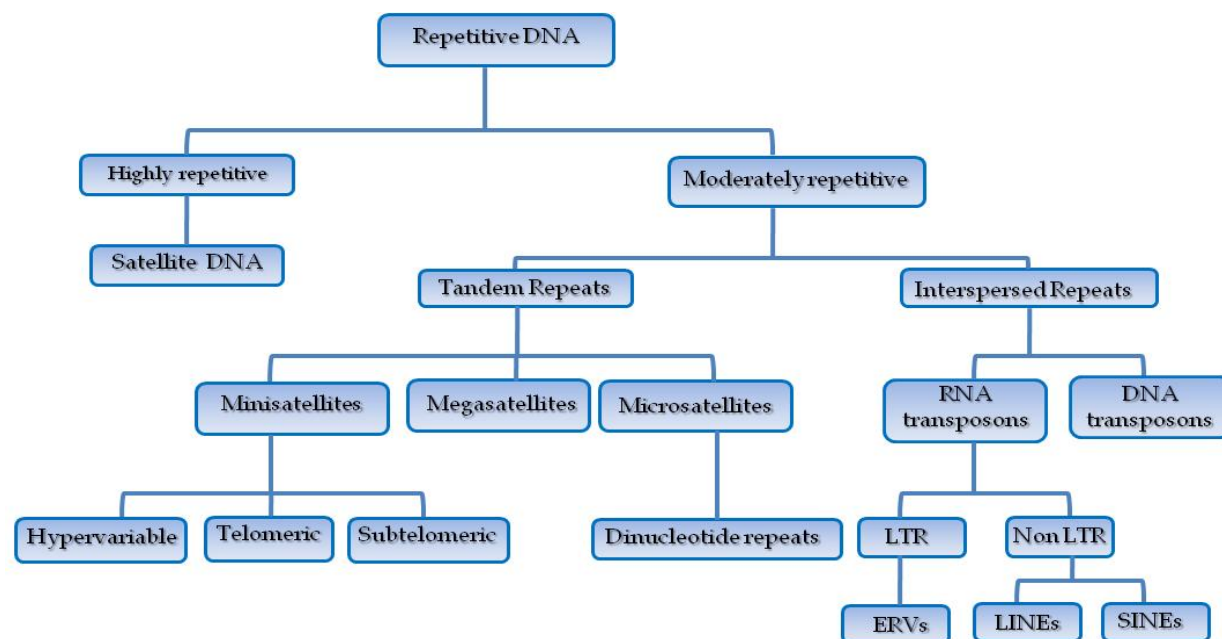 Repetitive DNA
Highly repetitive
Moderately repetitive
Satellite DNA
Tandem Repeats
Interspersed Repeats
Minisatellites
Megasatellites
Microsatellites
RNA
transposons
DNA
transposons
Hypervariable
Telomeric
Subtelomeric
Dinucleotide repeats
LTR
Non LTR
ERVs
LINEs
SINEs